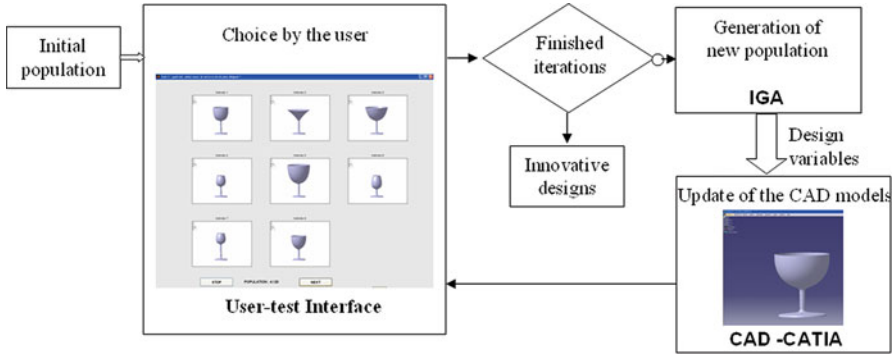 Initial
population
Choice by the user
STOP
NEXT
User-test Interface
Finished
iterations
Innovative
designs
Generation of
new population
IGA
Design
variables
Update of the CAD models
CAD -CATIA